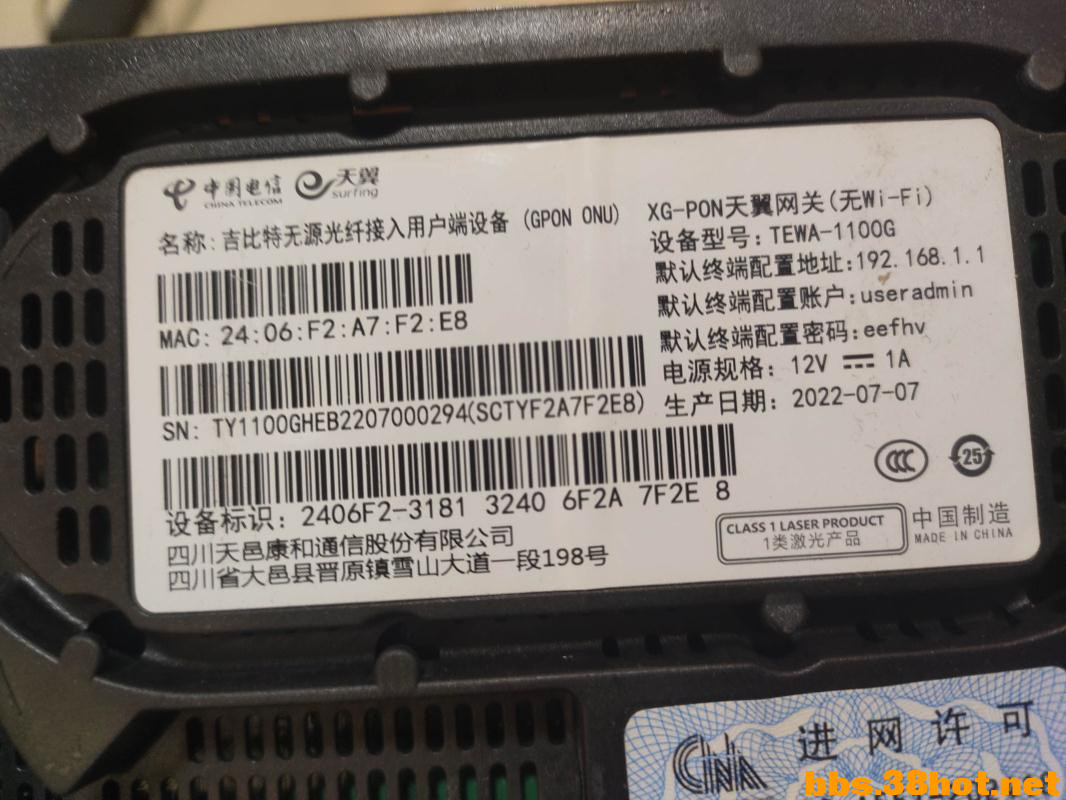 中国电信
CHINA TELECOM
天翼
surfing
名称:吉比特无源光纤接入用户端设备 (GPON ONU)
MAC: 24:06:F2:A7:F2:E8
SN: TY1100GHEB2207000294(SCTYF2A7F2E8)
设备标识: 2406F2-3181 3240 6F2A 7F2E 8
四川天邑康和通信股份有限公司
四川省大邑县晋原镇雪山大道一段198号
XG-PON天翼网关(无Wi-Fi)
设备型号: TEWA-1100G
默认终端配置地址:192.168.1.1
默认终端配置账户:useradmin
默认终端配置密码:eefhv
电源规格: 12V 1A
生产日期: 2022-07-07
CCC
25
CLASS 1 LASER PRODUCT
1类激光产品
中国制造
MADE IN CHINA
CNA
进网许可
bbs.38hot.net